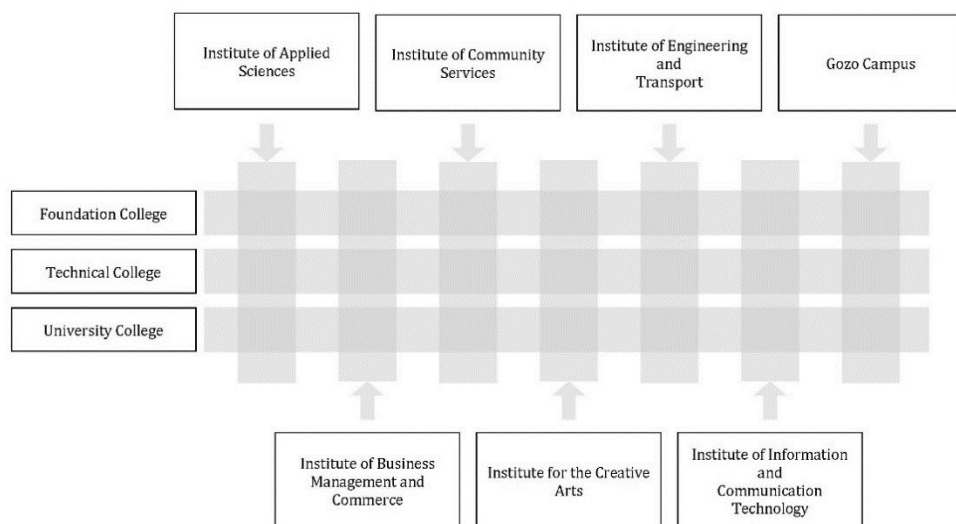 Institute of Applied
Sciences
Institute of Community
Services
Institute of Engineering
and
Transport
Gozo Campus
Foundation College
Technical College
University College
Institute of Business
Management and
Commerce
Institute for the Creative
Arts
Institute of Information
and
Communication
Technology